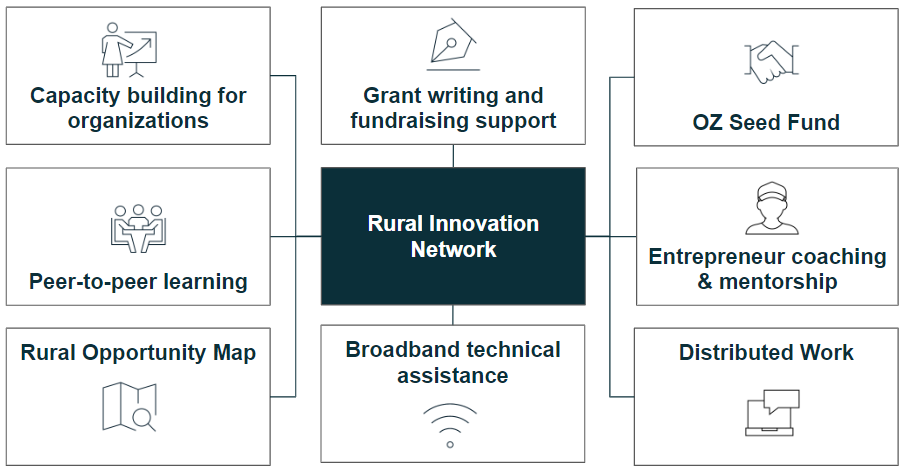 Capacity building for
organizations
Grant writing and
fundraising support
OZ Seed Fund
Peer-to-peer learning
Rural Innovation
Network
Entrepreneur coaching
& mentorship
Rural Opportunity Map
Broadband technical
assistance
Distributed Work